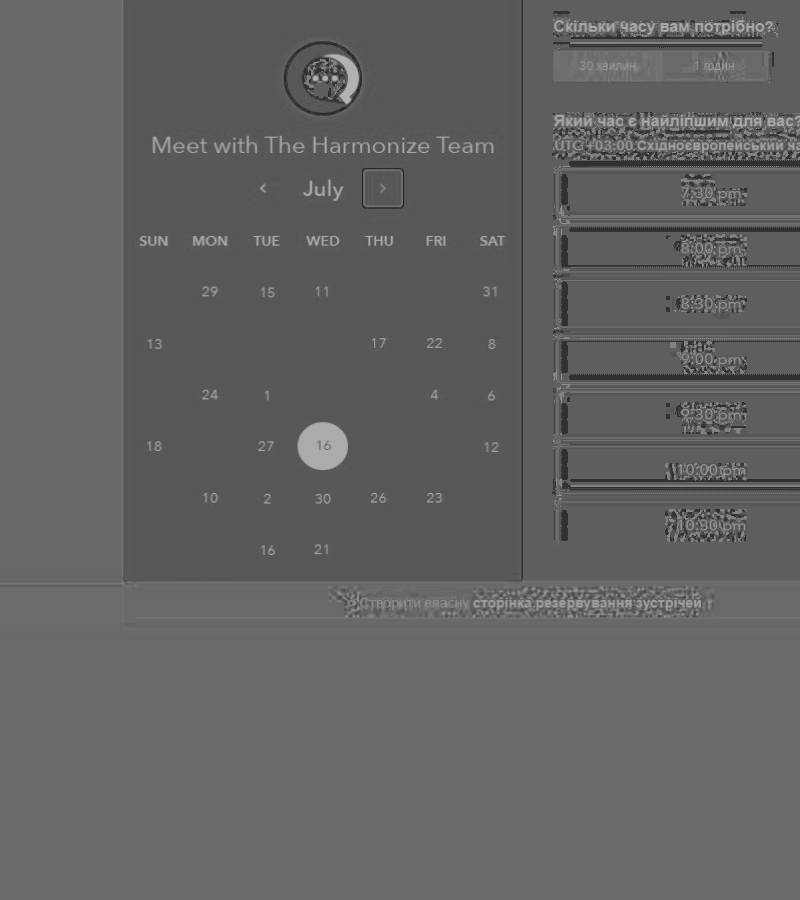 Meet with The Harmonize Team
July
SUN MON TUE WED THU FRI SAT
29 15 11 31
13 17 22 8
24 1 4 6
18 27 16 12
10 2 30 26 23
16 21
Скільки часу вам потрібно?
30 хвилин 1 годин
Який час є найліпшим для вас?
UTC +03:00 Східноєвропейський
7:30 pm
8:00 pm
8:30 pm
9:00 pm
9:30 pm
10:00 pm
10:30 pm
Створити власну сторінка резервування зустрічей